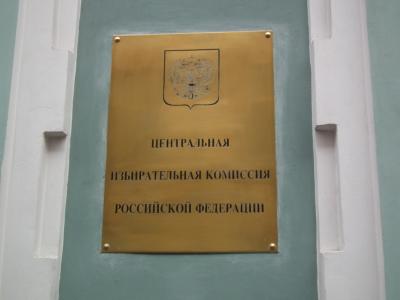 ЦЕНТРАЛЬНАЯ
ИЗБИРАТЕЛЬНАЯ КОМИССИЯ
РОССИЙСКОЙ ФЕДЕРАЦИИ